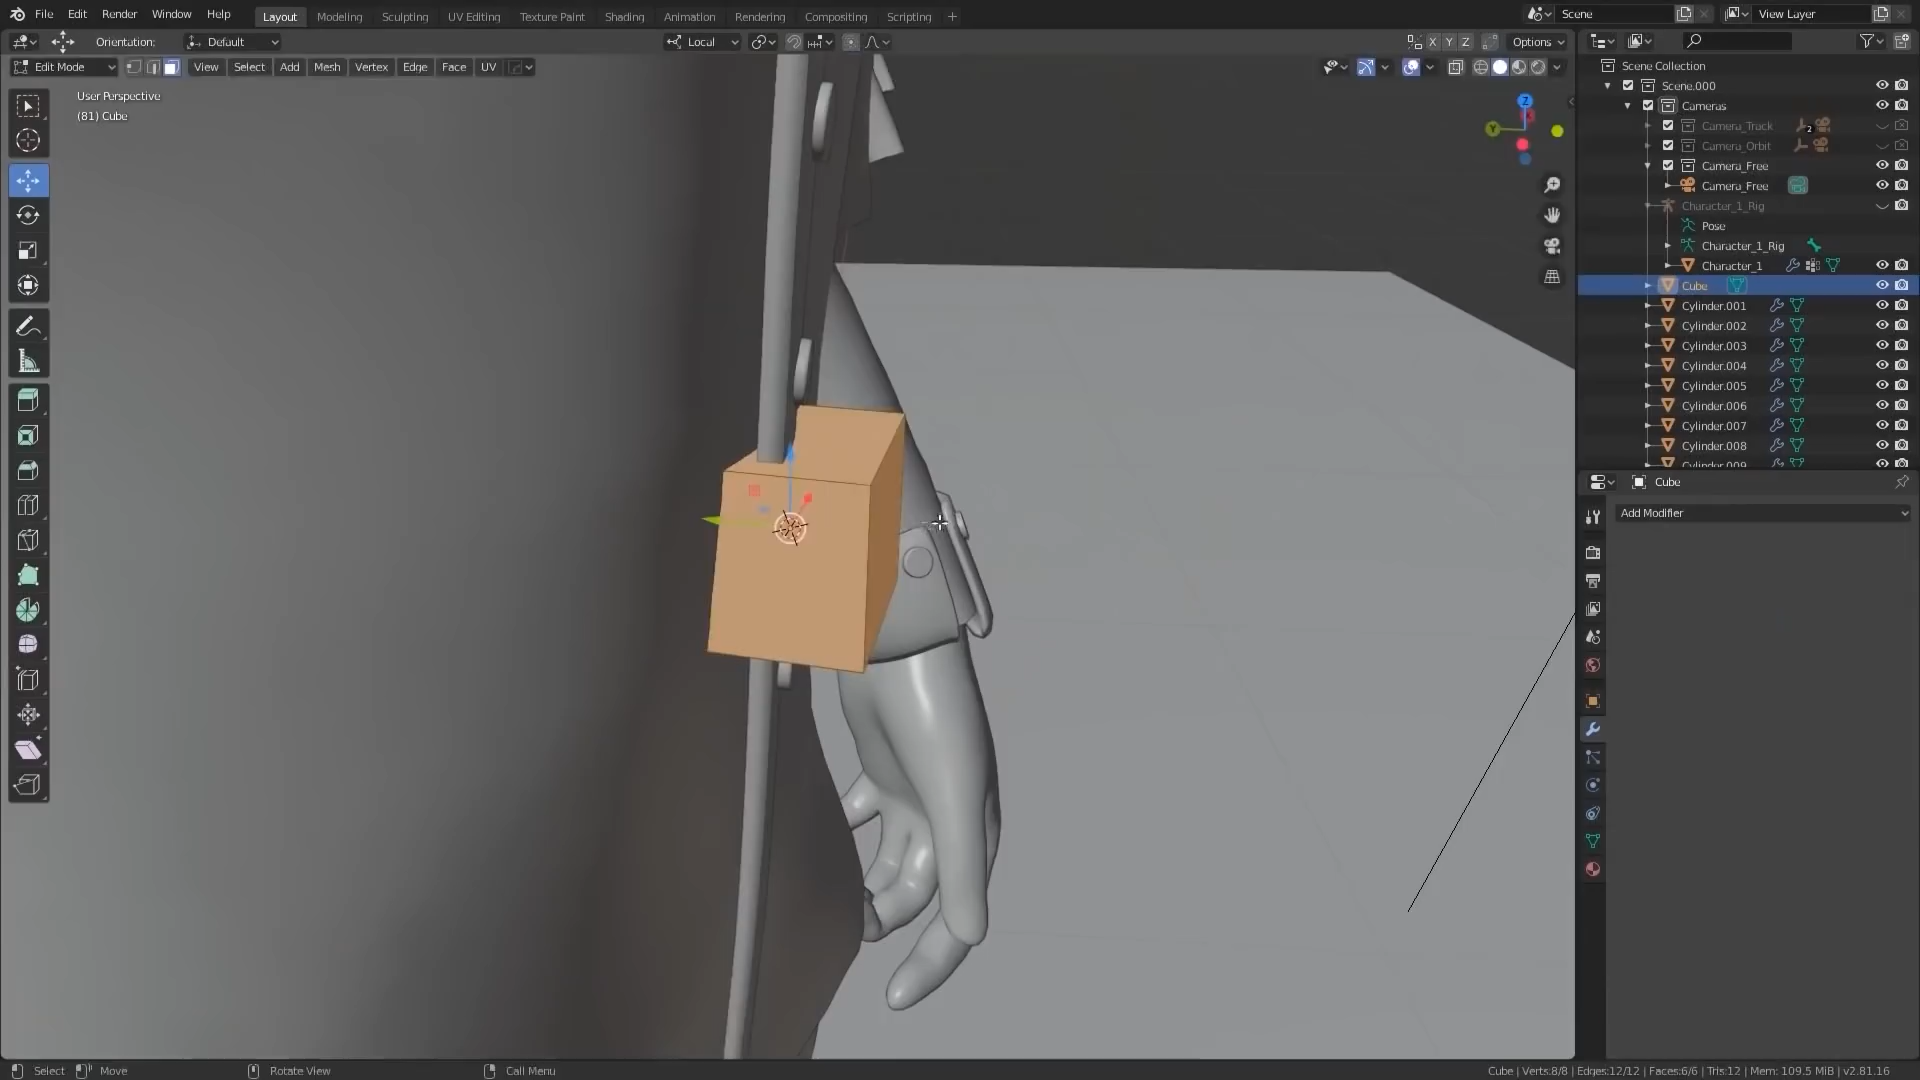 File Edit Render Window Help Layout Modeling Sculpting UV Editing Texture Paint Shading Animation Rendering Compositing Scripting + Scene View Layer
Orientation: Default Local X Y Z Options
Edit Mode View Select Add Mesh Vertex Edge Face UV
User Perspective
(81) Cube
Z
Y
Scene Collection
Scene.000
Cameras
Camera_Track 2
Camera_Orbit
Camera_Free
Camera_Free
Character_1_Rig
Pose
Character_1_Rig
Character_1
Cube
Cylinder.001
Cylinder.002
Cylinder.003
Cylinder.004
Cylinder.005
Cylinder.006
Cylinder.007
Cylinder.008
Cylinder.009
Cube
Add Modifier
Select Move Rotate View Call Menu Cube | Verts:8/8 | Edges:12/12 | Faces:6/6 | Tris:12 | Mem: 109.5 MiB | v2.81.16